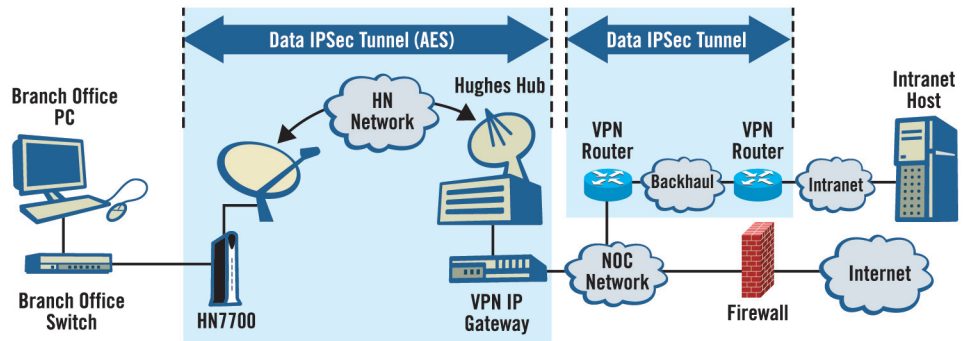 Data IPSec Tunnel (AES)
Data IPSec Tunnel
Branch Office
PC
HN
Network
Hughes Hub
VPN
Router
VPN
Router
Intranet
Host
Backhaul
Intranet
Branch Office
Switch
HN7700
VPN IP
Gateway
NOC
Network
Firewall
Internet